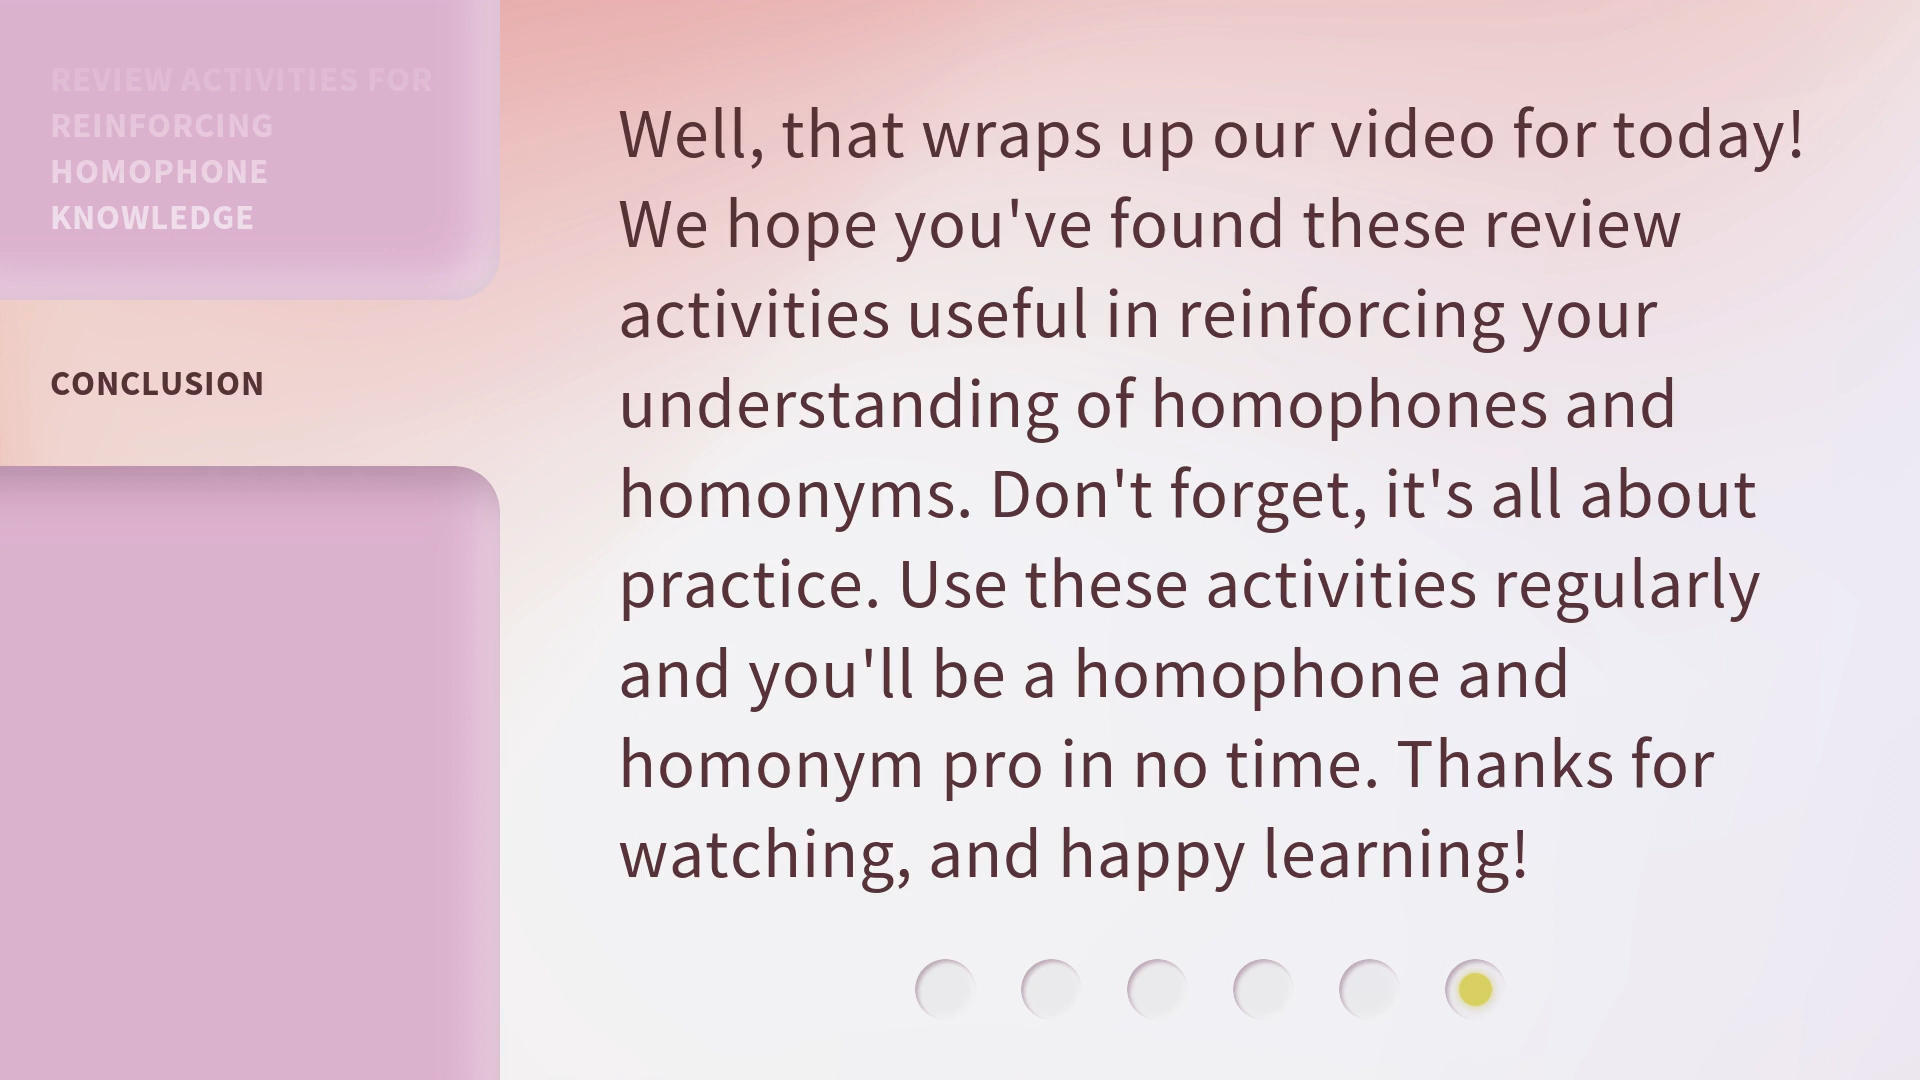 REVIEW ACTIVITIES FOR
REINFORCING
HOMOPHONE
KNOWLEDGE
CONCLUSION
Well, that wraps up our video for today!
We hope you've found these review
activities useful in reinforcing your
understanding of homophones and
homonyms. Don't forget, it's all about
practice. Use these activities regularly
and you'll be a homophone and
homonym pro in no time. Thanks for
watching, and happy learning!